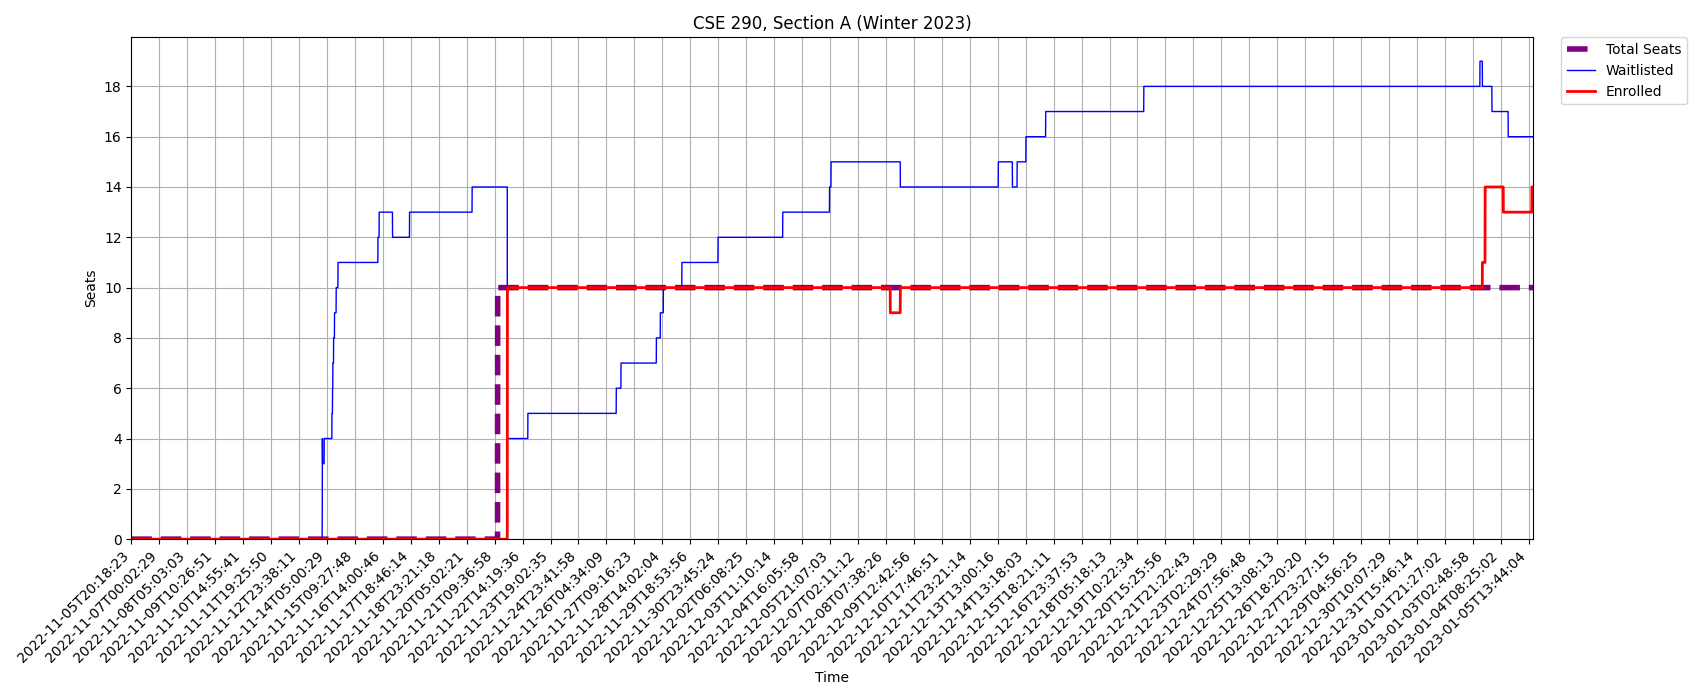 CSE 290, Section A (Winter 2023)
Total Seats
Waitlisted
Enrolled
Seats
18
16
14
12
10
8
6
4
2
0
2022-11-05T20:18:23
2022-11-07T00:02:29
2022-11-08T05:03:03
2022-11-09T10:26:51
2022-11-10T14:55:41
2022-11-11T19:25:50
2022-11-12T23:38:11
2022-11-14T05:00:29
2022-11-15T09:27:48
2022-11-16T14:00:46
2022-11-17T18:46:14
2022-11-18T23:21:18
2022-11-20T05:02:21
2022-11-21T09:36:58
2022-11-22T14:19:36
2022-11-23T19:02:35
2022-11-24T23:41:58
2022-11-26T04:34:09
2022-11-27T09:16:23
2022-11-28T14:02:04
2022-11-29T18:53:56
2022-11-30T23:45:24
2022-12-02T06:08:25
2022-12-03T11:10:14
2022-12-04T16:05:58
2022-12-05T21:07:03
2022-12-07T02:11:12
2022-12-08T07:38:26
2022-12-09T12:42:56
2022-12-10T17:46:51
2022-12-11T23:21:14
2022-12-13T13:00:16
2022-12-14T13:18:03
2022-12-15T18:21:11
2022-12-16T23:37:53
2022-12-18T05:18:13
2022-12-19T10:22:34
2022-12-20T15:25:56
2022-12-21T21:22:43
2022-12-23T02:29:29
2022-12-24T07:56:48
2022-12-25T13:08:13
2022-12-26T18:20:20
2022-12-27T23:27:15
2022-12-29T04:56:25
2022-12-30T10:07:29
2022-12-31T15:46:14
2023-01-01T21:27:02
2023-01-03T02:48:58
2023-01-04T08:25:02
2023-01-05T13:44:04
Time